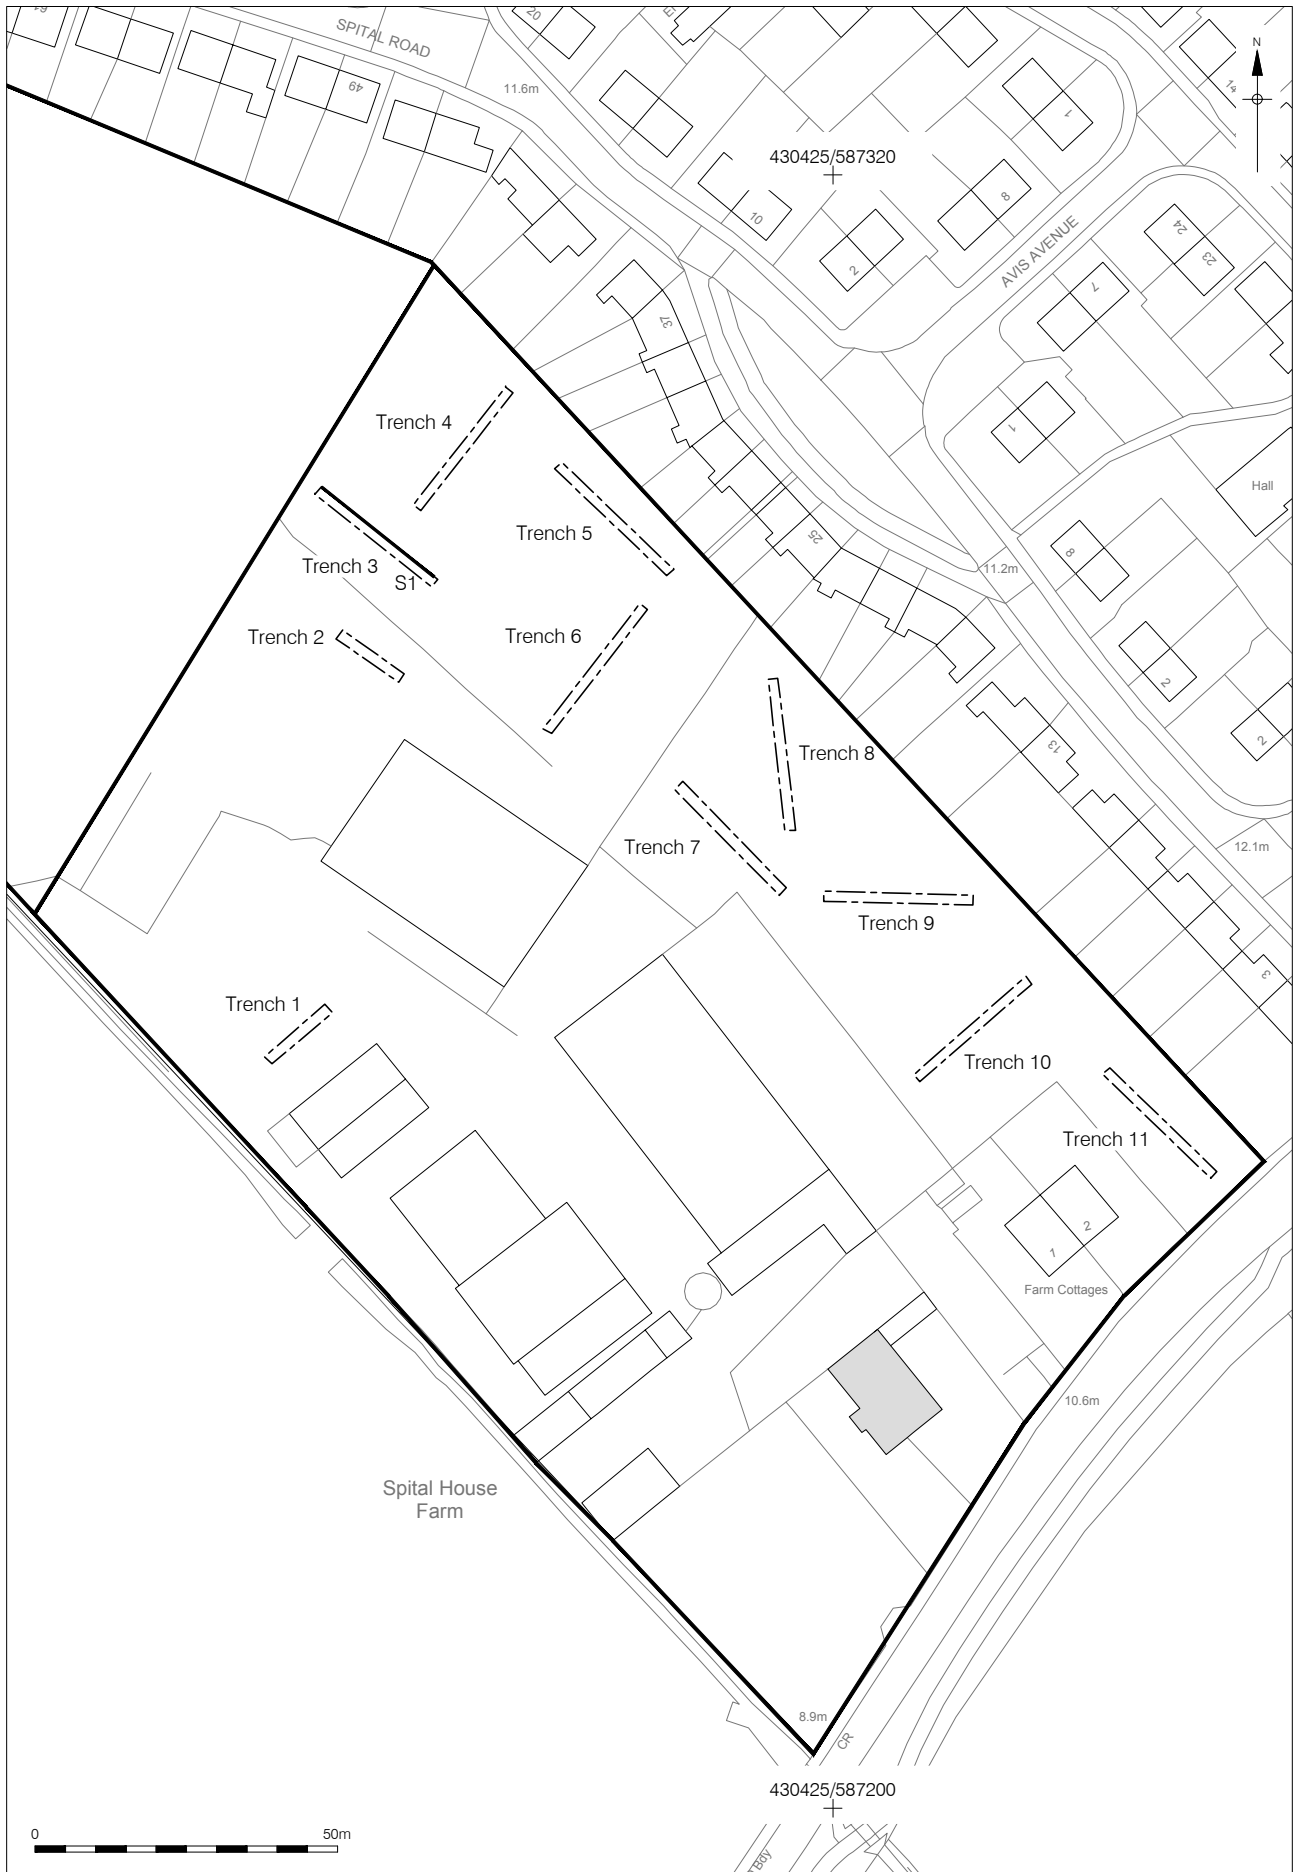 61
SPITAL ROAD
20
E
49
11.6m
N
14
1
430425/587320
10
8
2
AVIS AVENUE
24
23
7
37
Trench 4
1
Hall
Trench 5
25
8
11.2m
Trench 3
S1
Trench 2
Trench 6
2
2
13
Trench 8
Trench 7
12.1m
Trench 9
3
Trench 1
Trench 10
Trench 11
2
1
Farm Cottages
10.6m
Spital House
Farm
8.9m
CR
430425/587200
0
50m
Bdy